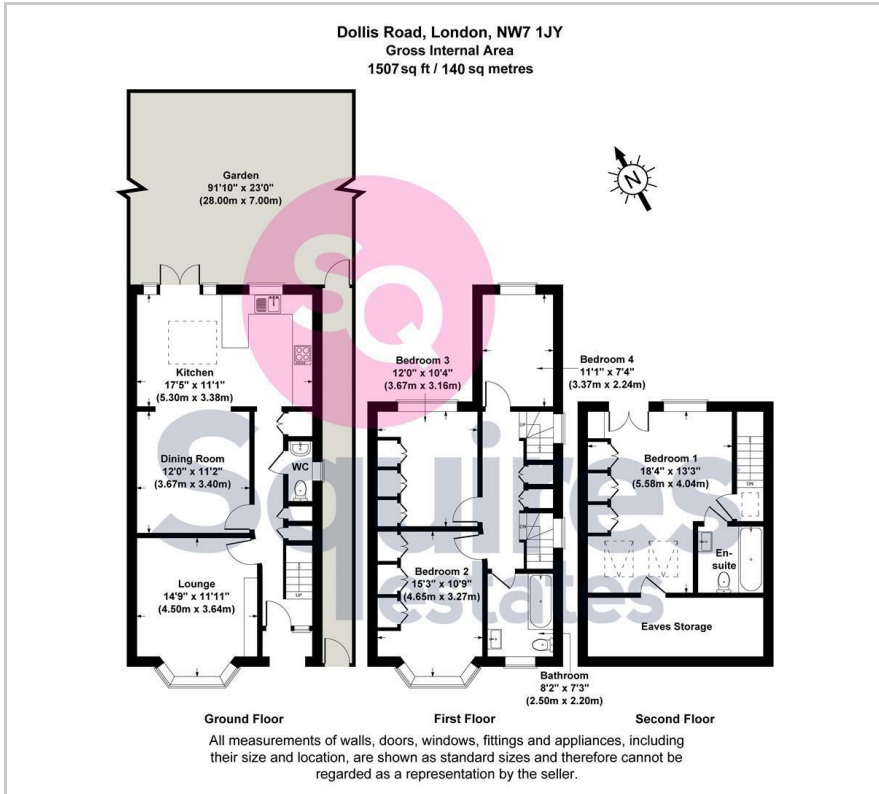 Dollis Road, London, NW7 1JY
Gross Internal Area
1507 sq ft / 140 sq metres
Garden
91'10" x 23'0"
(28.00m x 7.00m)
N
SQ
Squires
estates
Kitchen
17'5" x 11'1"
(5.30m x 3.38m)
Dining Room
12'0" x 11'2"
(3.67m x 3.40m)
WC
Lounge
14'9" x 11'11"
(4.50m x 3.64m)
UP
Bedroom 3
12'0" x 10'4"
(3.67m x 3.16m)
Bedroom 4
11'1" x 7'4"
(3.37m x 2.24m)
UP
DN
Bedroom 2
15'3" x 10'9"
(4.65m x 3.27m)
Bathroom
8'2" x 7'3"
(2.50m x 2.20m)
Bedroom 1
18'4" x 13'3"
(5.58m x 4.04m)
DN
En-
suite
Eaves Storage
Ground Floor
First Floor
Second Floor
All measurements of walls, doors, windows, fittings and appliances, including
their size and location, are shown as standard sizes and therefore cannot be
regarded as a representation by the seller.